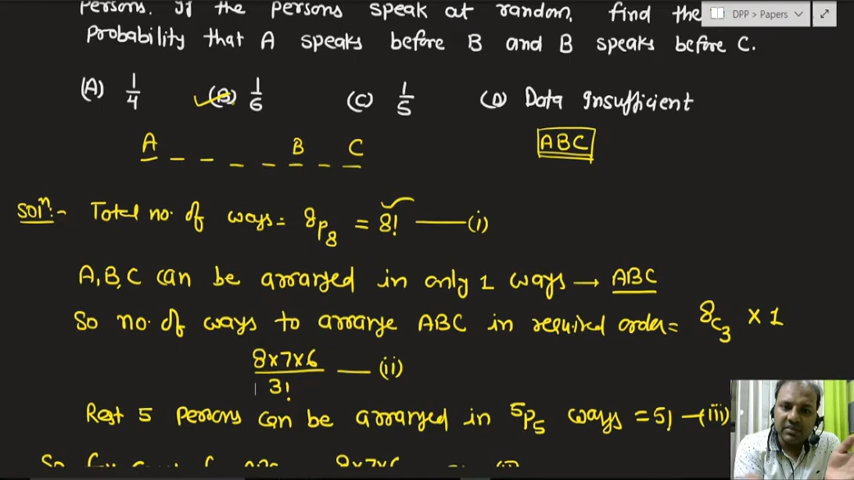 Persons. If the persons speak at random, find the
Probability that A speaks before B and B speaks before C.
DPP > Papers
(A) 1/4 (B) 1/6 (C) 1/5 (D) Data Insufficient
A _ _ _ _ B _ C
ABC
Solⁿ:- Total no. of ways = 8P8 = 8! —— (i)
A,B,C can be arranged in only 1 ways → ABC
So no. of ways to arrange ABC in required order = 8C3 × 1
8×7×6 / 3! — (ii)
Rest 5 Persons can be arranged in 5P5 ways = 5! —(iii)